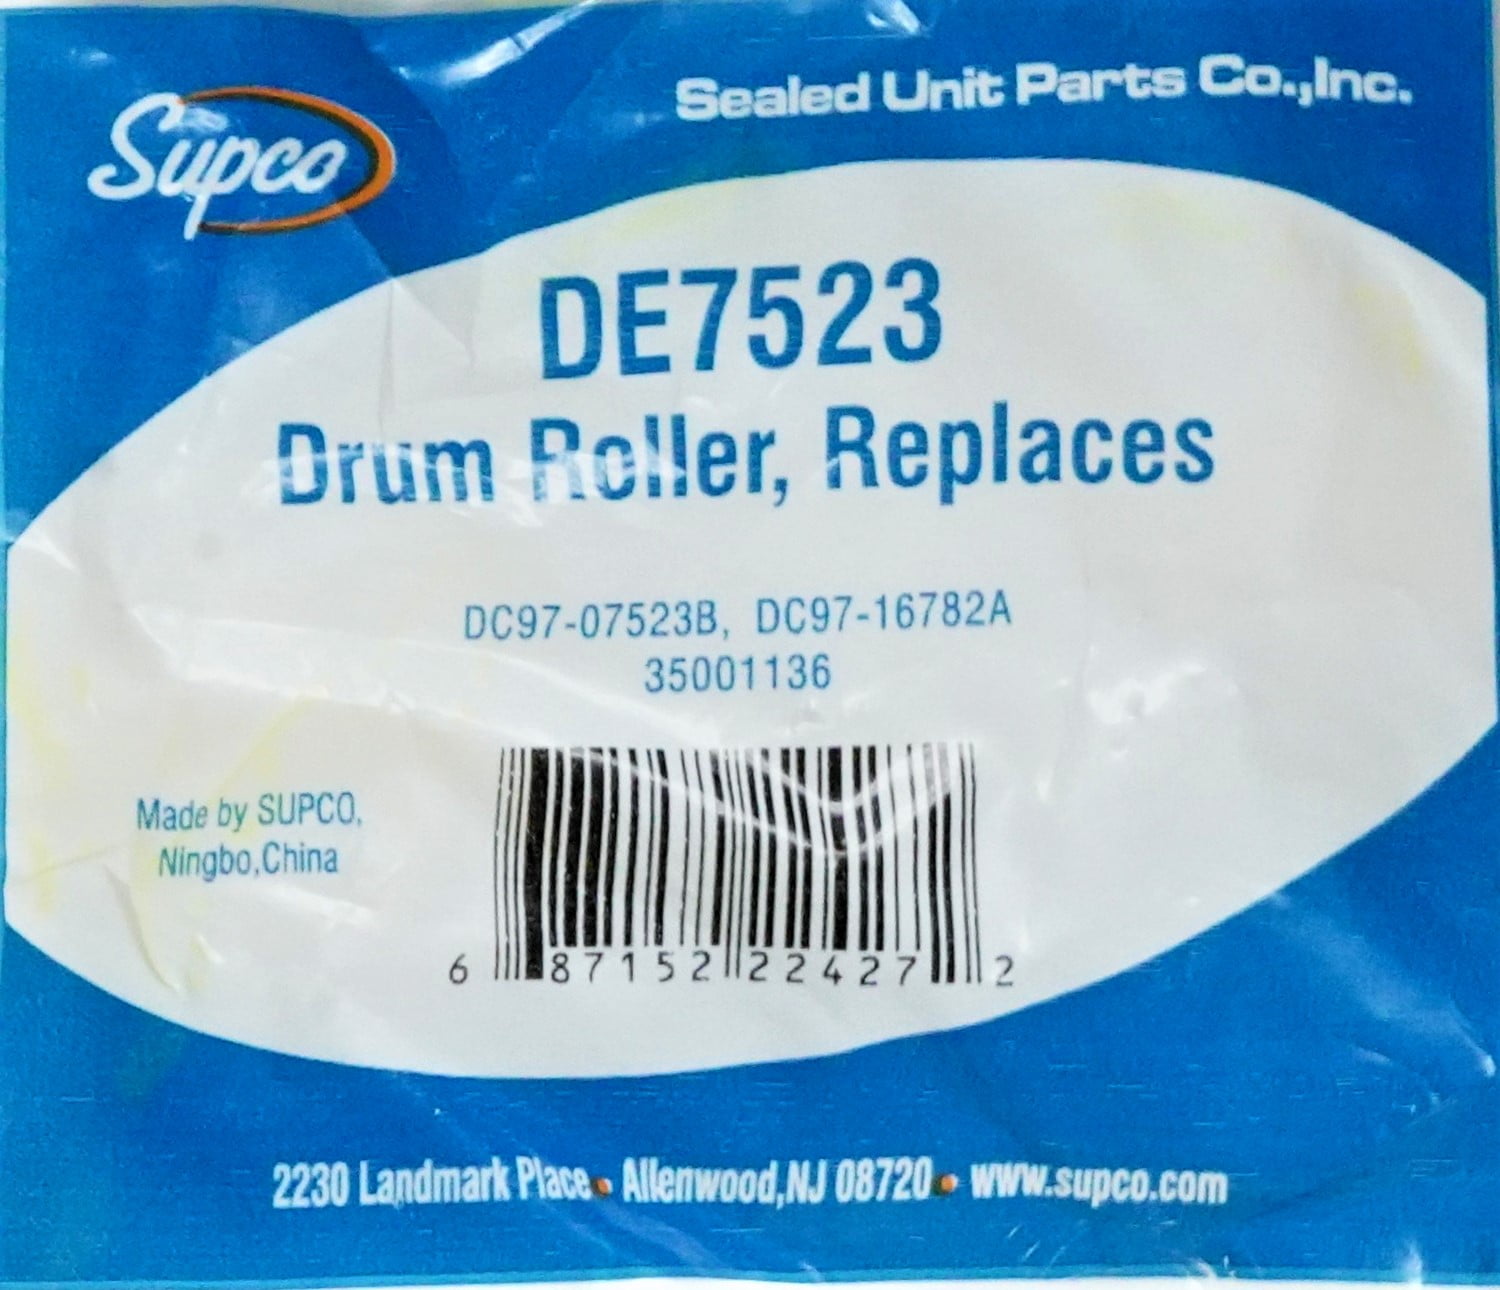 Supco
Sealed Unit Parts Co.,Inc.
DE7523
Drum Roller, Replaces
DC97-07523B, DC97-16782A
35001136
Made by SUPCO,
Ningbo,China
6 87152 22427 2
2230 Landmark Place • Allenwood,NJ 08720 • www.supco.com